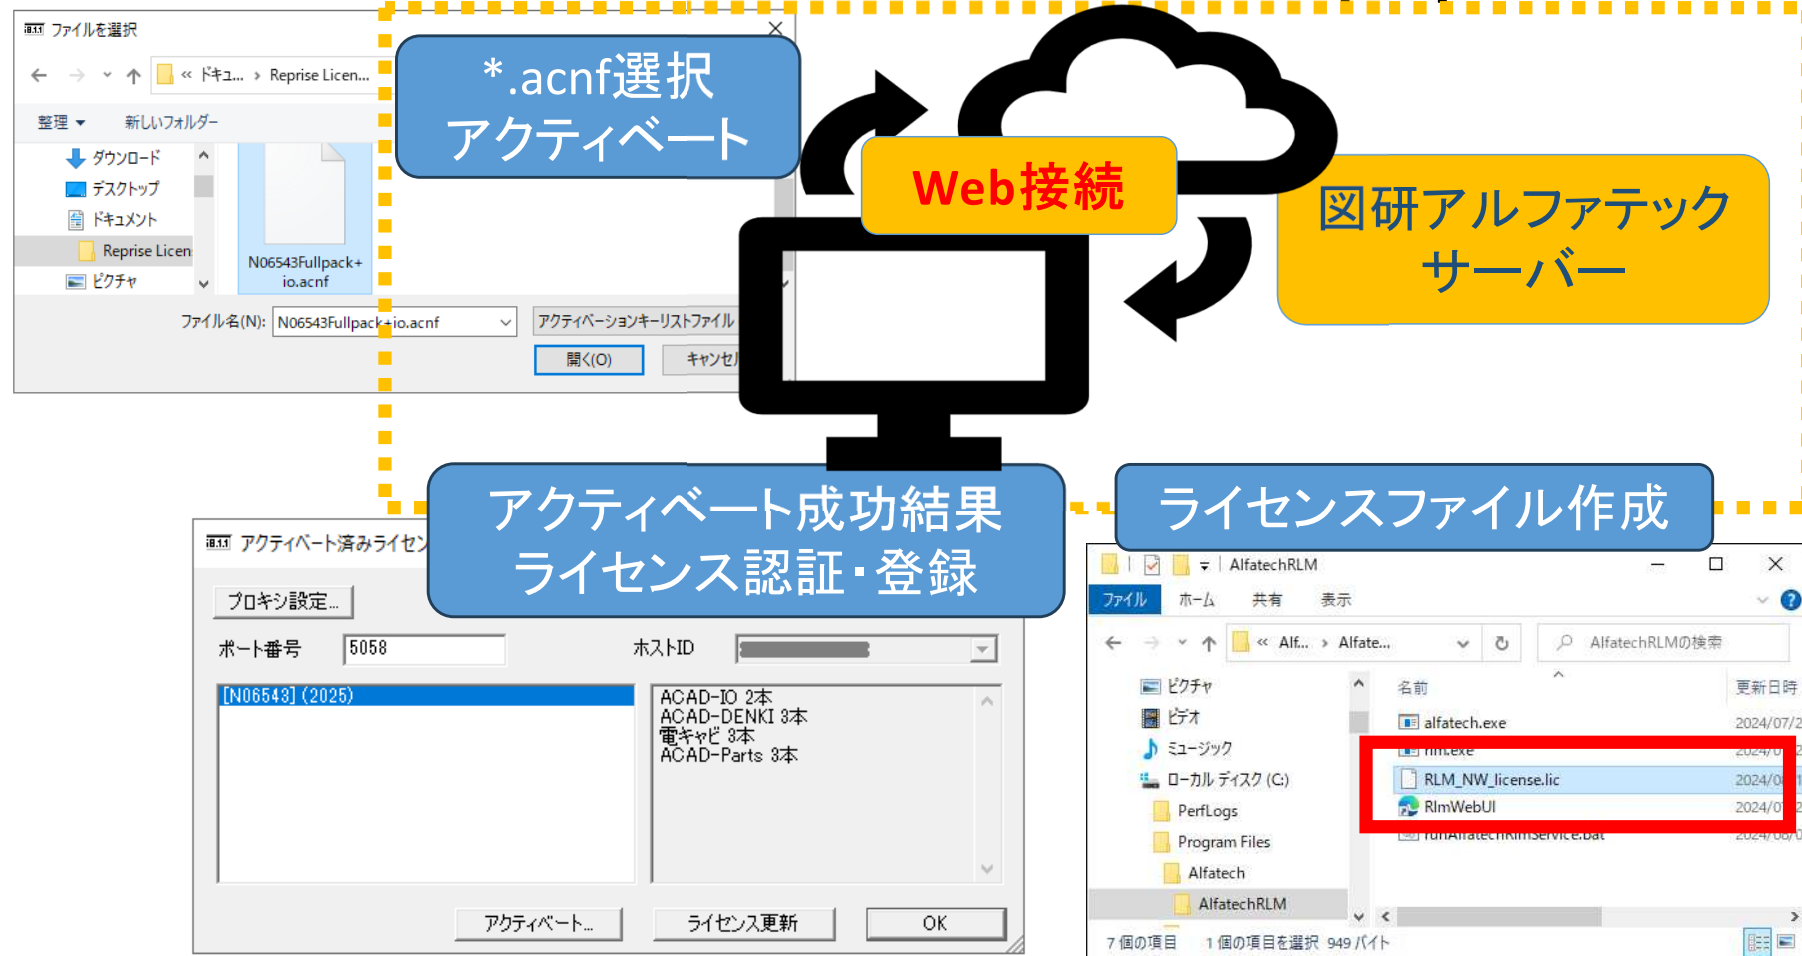 ファイルを選択
« ドキュ... › Reprise Licen...
整理 新しいフォルダー
ダウンロード
デスクトップ
ドキュメント
Reprise Licen
ピクチャ
N06543Fullpack+
io.acnf
ファイル名(N): N06543Fullpack+io.acnf アクティベーションキーリストファイル
開く(O) キャンセル
*.acnf選択
アクティベート
Web接続
図研アルファテック
サーバー
アクティベート成功結果
ライセンス認証・登録
アクティベート済みライセン
プロキシ設定...
ポート番号 5058 ホストID
[N06543](2025)
ACAD-IO 2本
ACAD-DENKI 3本
電キャビ 3本
ACAD-Parts 3本
アクティベート... ライセンス更新 OK
ライセンスファイル作成
AlfatechRLM
ファイル ホーム 共有 表示
« Alf... › Alfate... AlfatechRLMの検索
ピクチャ
ビデオ
ミュージック
ローカル ディスク (C:)
PerfLogs
Program Files
Alfatech
AlfatechRLM
名前 更新日時
alfatech.exe 2024/07/2
rlm.exe
RLM_NW_license.lic
RlmWebUI
runAlfatechRlmService.bat
7 個の項目 1 個の項目を選択 949 バイト